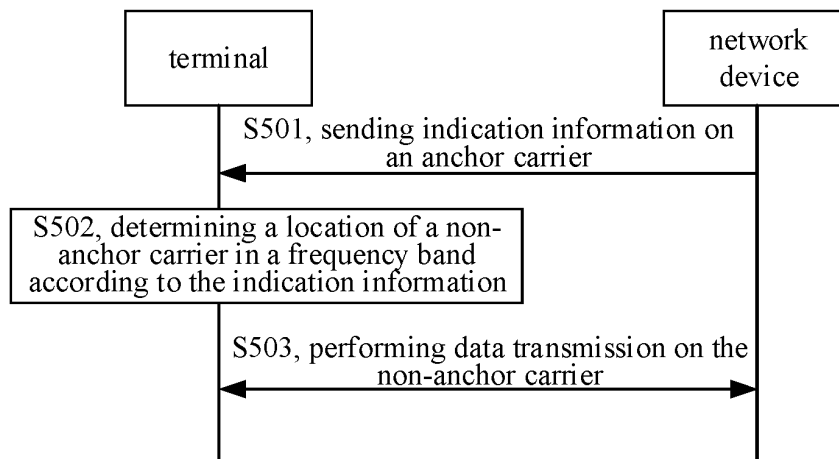 terminal
network
device
S501, sending indication information on
an anchor carrier
S502, determining a location of a non-
anchor carrier in a frequency band
according to the indication information
S503, performing data transmission on the
non-anchor carrier